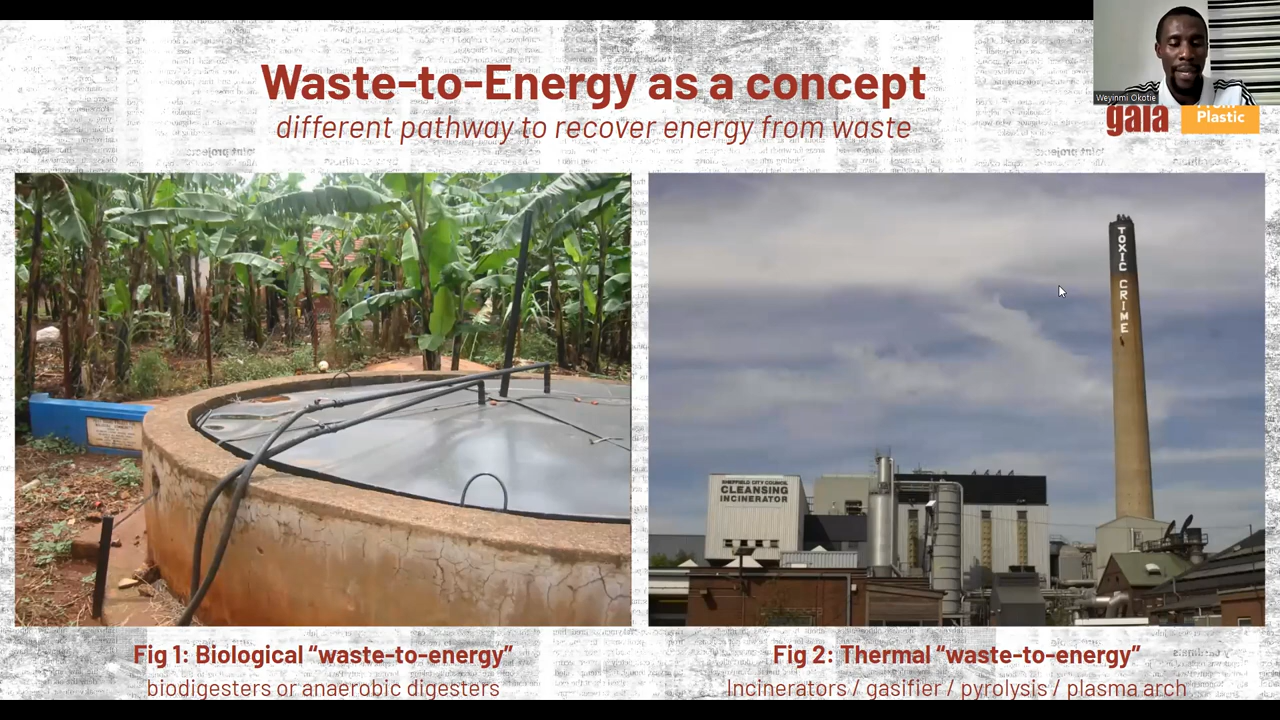 Waste-to-Energy as a concept
different pathway to recover energy from waste
Weyinmi Okotie
gaia
Plastic
TOXIC CRIME
SHEFFIELD CITY COUNCIL
CLEANSING
INCINERATOR
Fig 1: Biological “waste-to-energy”
biodigesters or anaerobic digesters
Fig 2: Thermal “waste-to-energy”
Incinerators / gasifier / pyrolysis / plasma arch